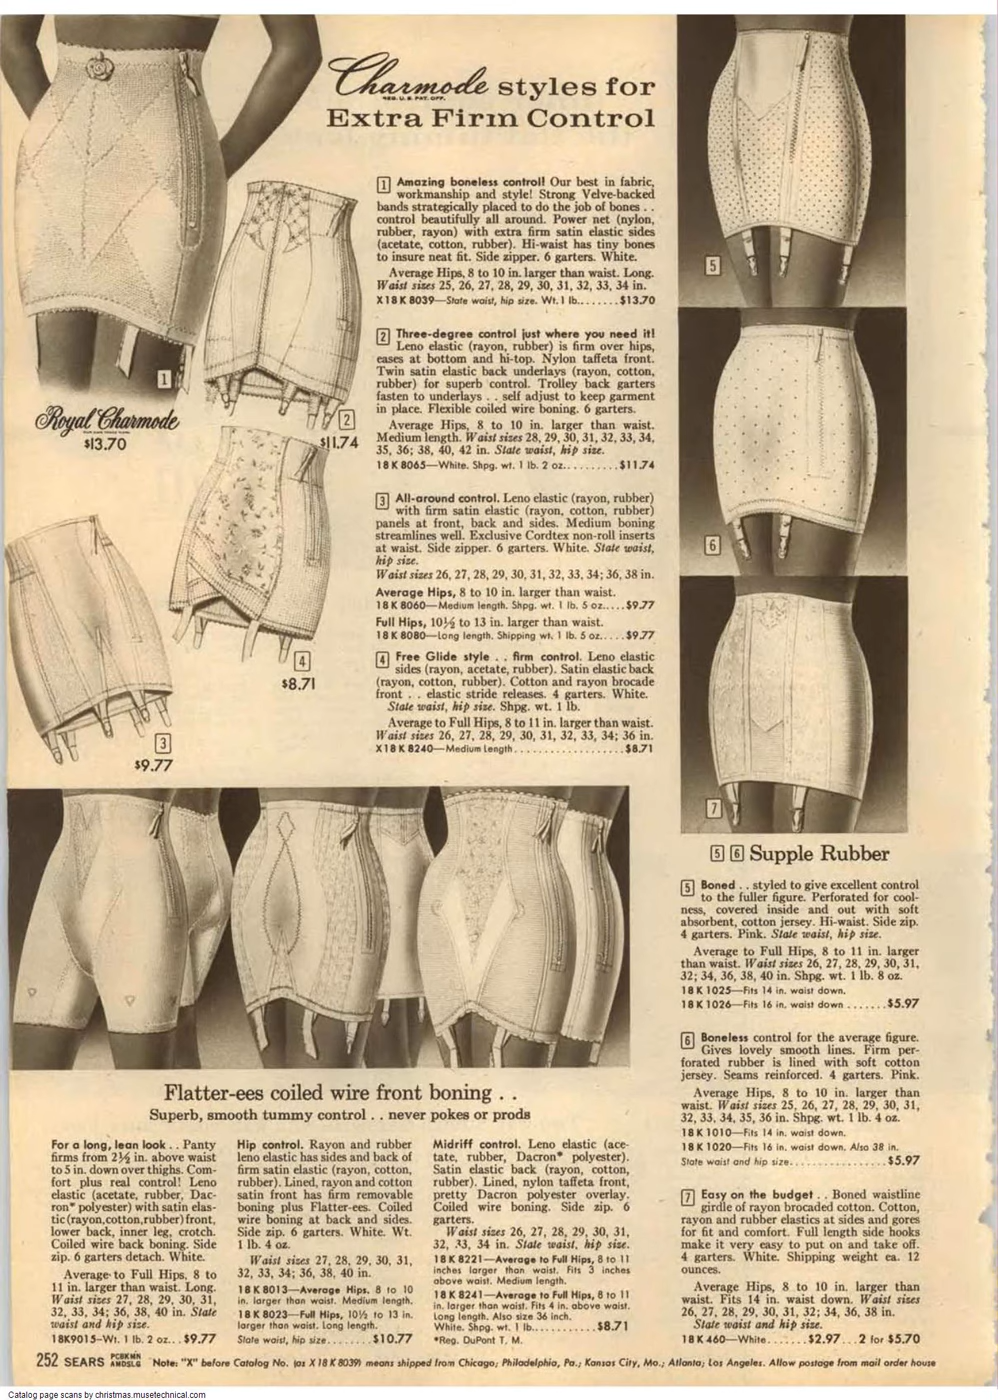 Charmode styles for
REG. U. S. PAT. OFF.
Extra Firm Control
1 Amazing boneless control! Our best in fabric,
workmanship and style! Strong Velve-backed
bands strategically placed to do the job of bones . .
control beautifully all around. Power net (nylon,
rubber, rayon) with extra firm satin elastic sides
(acetate, cotton, rubber). Hi-waist has tiny bones
to insure neat fit. Side zipper. 6 garters. White.
Average Hips, 8 to 10 in. larger than waist. Long.
Waist sizes 25, 26, 27, 28, 29, 30, 31, 32, 33, 34 in.
X18 K 8039—State waist, hip size. Wt. 1 lb........$13.70
2 Three-degree control just where you need it!
Leno elastic (rayon, rubber) is firm over hips,
eases at bottom and hi-top. Nylon taffeta front.
Twin satin elastic back underlays (rayon, cotton,
rubber) for superb control. Trolley back garters
fasten to underlays . . self adjust to keep garment
in place. Flexible coiled wire boning. 6 garters.
Average Hips, 8 to 10 in. larger than waist.
Medium length. Waist sizes 28, 29, 30, 31, 32, 33, 34,
35, 36; 38, 40, 42 in. State waist, hip size.
18 K 8065—White. Shpg. wt. 1 lb. 2 oz..........$11.74
3 All-around control. Leno elastic (rayon, rubber)
with firm satin elastic (rayon, cotton, rubber)
panels at front, back and sides. Medium boning
streamlines well. Exclusive Cordtex non-roll inserts
at waist. Side zipper. 6 garters. White. State waist,
hip size.
Waist sizes 26, 27, 28, 29, 30, 31, 32, 33, 34; 36, 38 in.
Average Hips, 8 to 10 in. larger than waist.
18 K 8060—Medium length. Shpg. wt. 1 lb. 5 oz.....$9.77
Full Hips, 10½ to 13 in. larger than waist.
18 K 8080—Long length. Shipping wt. 1 lb. 5 oz.....$9.77
4 Free Glide style . . firm control. Leno elastic
sides (rayon, acetate, rubber). Satin elastic back
(rayon, cotton, rubber). Cotton and rayon brocade
front . . elastic stride releases. 4 garters. White.
State waist, hip size. Shpg. wt. 1 lb.
Average to Full Hips, 8 to 11 in. larger than waist.
Waist sizes 26, 27, 28, 29, 30, 31, 32, 33, 34; 36 in.
X18 K 8240—Medium Length...................$8.71
1
Royal Charmode
$13.70
2
$11.74
4
$8.71
3
$9.77
5
6
7
Flatter-ees coiled wire front boning . .
Superb, smooth tummy control . . never pokes or prods
For a long, lean look . . Panty
firms from 2½ in. above waist
to 5 in. down over thighs. Com-
fort plus real control! Leno
elastic (acetate, rubber, Dac-
ron* polyester) with satin elas-
tic (rayon,cotton,rubber) front,
lower back, inner leg, crotch.
Coiled wire back boning. Side
zip. 6 garters detach. White.
Average to Full Hips, 8 to
11 in. larger than waist. Long.
Waist sizes 27, 28, 29, 30, 31,
32, 33, 34; 36, 38, 40 in. State
waist and hip size.
18K9015—Wt. 1 lb. 2 oz...$9.77
Hip control. Rayon and rubber
leno elastic has sides and back of
firm satin elastic (rayon, cotton,
rubber). Lined, rayon and cotton
satin front has firm removable
boning plus Flatter-ees. Coiled
wire boning at back and sides.
Side zip. 6 garters. White. Wt.
1 lb. 4 oz.
Waist sizes 27, 28, 29, 30, 31,
32, 33, 34; 36, 38, 40 in.
18 K 8013—Average Hips, 8 to 10
in. larger than waist. Medium length.
18 K 8023—Full Hips, 10½ to 13 in.
larger than waist. Long length.
State waist, hip size........$10.77
Midriff control. Leno elastic (ace-
tate, rubber, Dacron* polyester).
Satin elastic back (rayon, cotton,
rubber). Lined, nylon taffeta front,
pretty Dacron polyester overlay.
Coiled wire boning. Side zip. 6
garters.
Waist sizes 26, 27, 28, 29, 30, 31,
32, 33, 34 in. State waist, hip size.
18 K 8221—Average to Full Hips, 8 to 11
inches larger than waist. Fits 3 inches
above waist. Medium length.
18 K 8241—Average to Full Hips, 8 to 11
in. larger than waist. Fits 4 in. above waist.
Long length. Also size 36 inch.
White. Shpg. wt. 1 lb...........$8.71
*Reg. DuPont T. M.
5 6 Supple Rubber
5 Boned . . styled to give excellent control
to the fuller figure. Perforated for cool-
ness, covered inside and out with soft
absorbent, cotton jersey. Hi-waist. Side zip.
4 garters. Pink. State waist, hip size.
Average to Full Hips, 8 to 11 in. larger
than waist. Waist sizes 26, 27, 28, 29, 30, 31,
32; 34, 36, 38, 40 in. Shpg. wt. 1 lb. 8 oz.
18 K 1025—Fits 14 in. waist down.
18 K 1026—Fits 16 in. waist down .......$5.97
6 Boneless control for the average figure.
Gives lovely smooth lines. Firm per-
forated rubber is lined with soft cotton
jersey. Seams reinforced. 4 garters. Pink.
Average Hips, 8 to 10 in. larger than
waist. Waist sizes 25, 26, 27, 28, 29, 30, 31,
32, 33, 34, 35, 36 in. Shpg. wt. 1 lb. 4 oz.
18 K 1010—Fits 14 in. waist down.
18 K 1020—Fits 16 in. waist down. Also 38 in.
State waist and hip size.................$5.97
7 Easy on the budget . . Boned waistline
girdle of rayon brocaded cotton. Cotton,
rayon and rubber elastics at sides and gores
for fit and comfort. Full length side hooks
make it very easy to put on and take off.
4 garters. White. Shipping weight ea. 12
ounces.
Average Hips, 8 to 10 in. larger than
waist. Fits 14 in. waist down. Waist sizes
26, 27, 28, 29, 30, 31, 32; 34, 36, 38 in.
State waist and hip size.
18 K 460—White.......$2.97...2 for $5.70
252 SEARS PCBKMN AMDSLG Note: "X" before Catalog No. (as X18 K 8039) means shipped from Chicago; Philadelphia, Pa.; Kansas City, Mo.; Atlanta; Los Angeles. Allow postage from mail order house
Catalog page scans by christmas.musetechnical.com